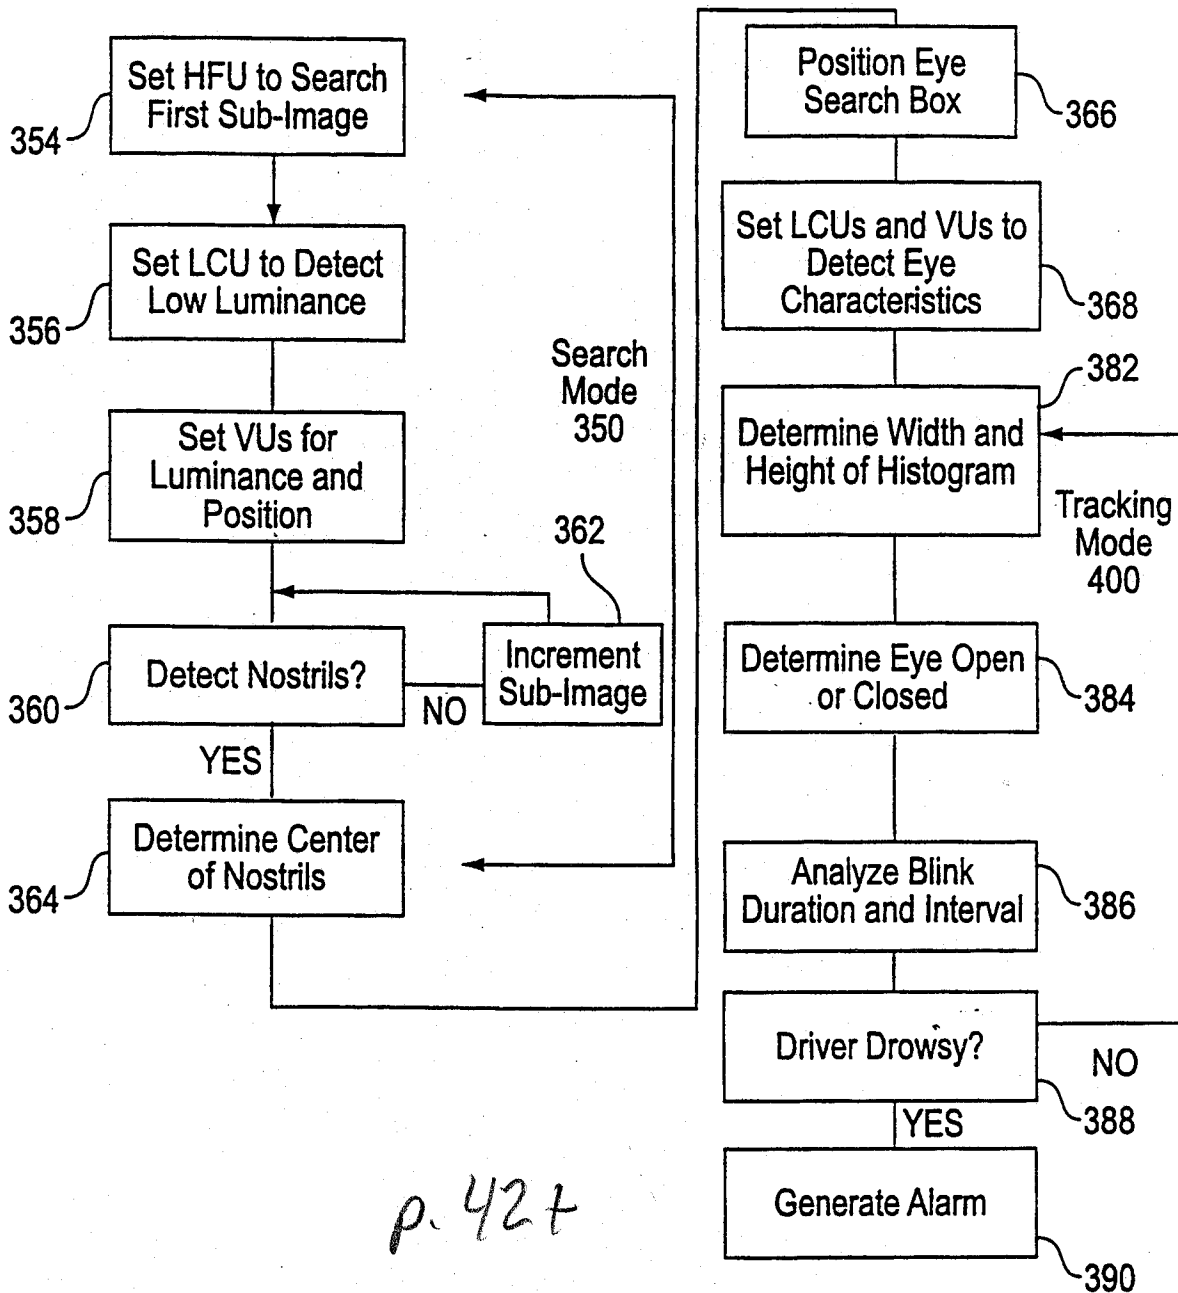 Set HFU to Search
First Sub-Image
354
Set LCU to Detect
Low Luminance
356
Set VUs for
Luminance and
Position
358
Search
Mode
350
362
Increment
Sub-Image
Detect Nostrils?
360
NO
YES
Determine Center
of Nostrils
364
Position Eye
Search Box
366
Set LCUs and VUs to
Detect Eye
Characteristics
368
382
Determine Width and
Height of Histogram
Tracking
Mode
400
Determine Eye Open
or Closed
384
Analyze Blink
Duration and Interval
386
Driver Drowsy?
NO
388
YES
Generate Alarm
390
p. 42+